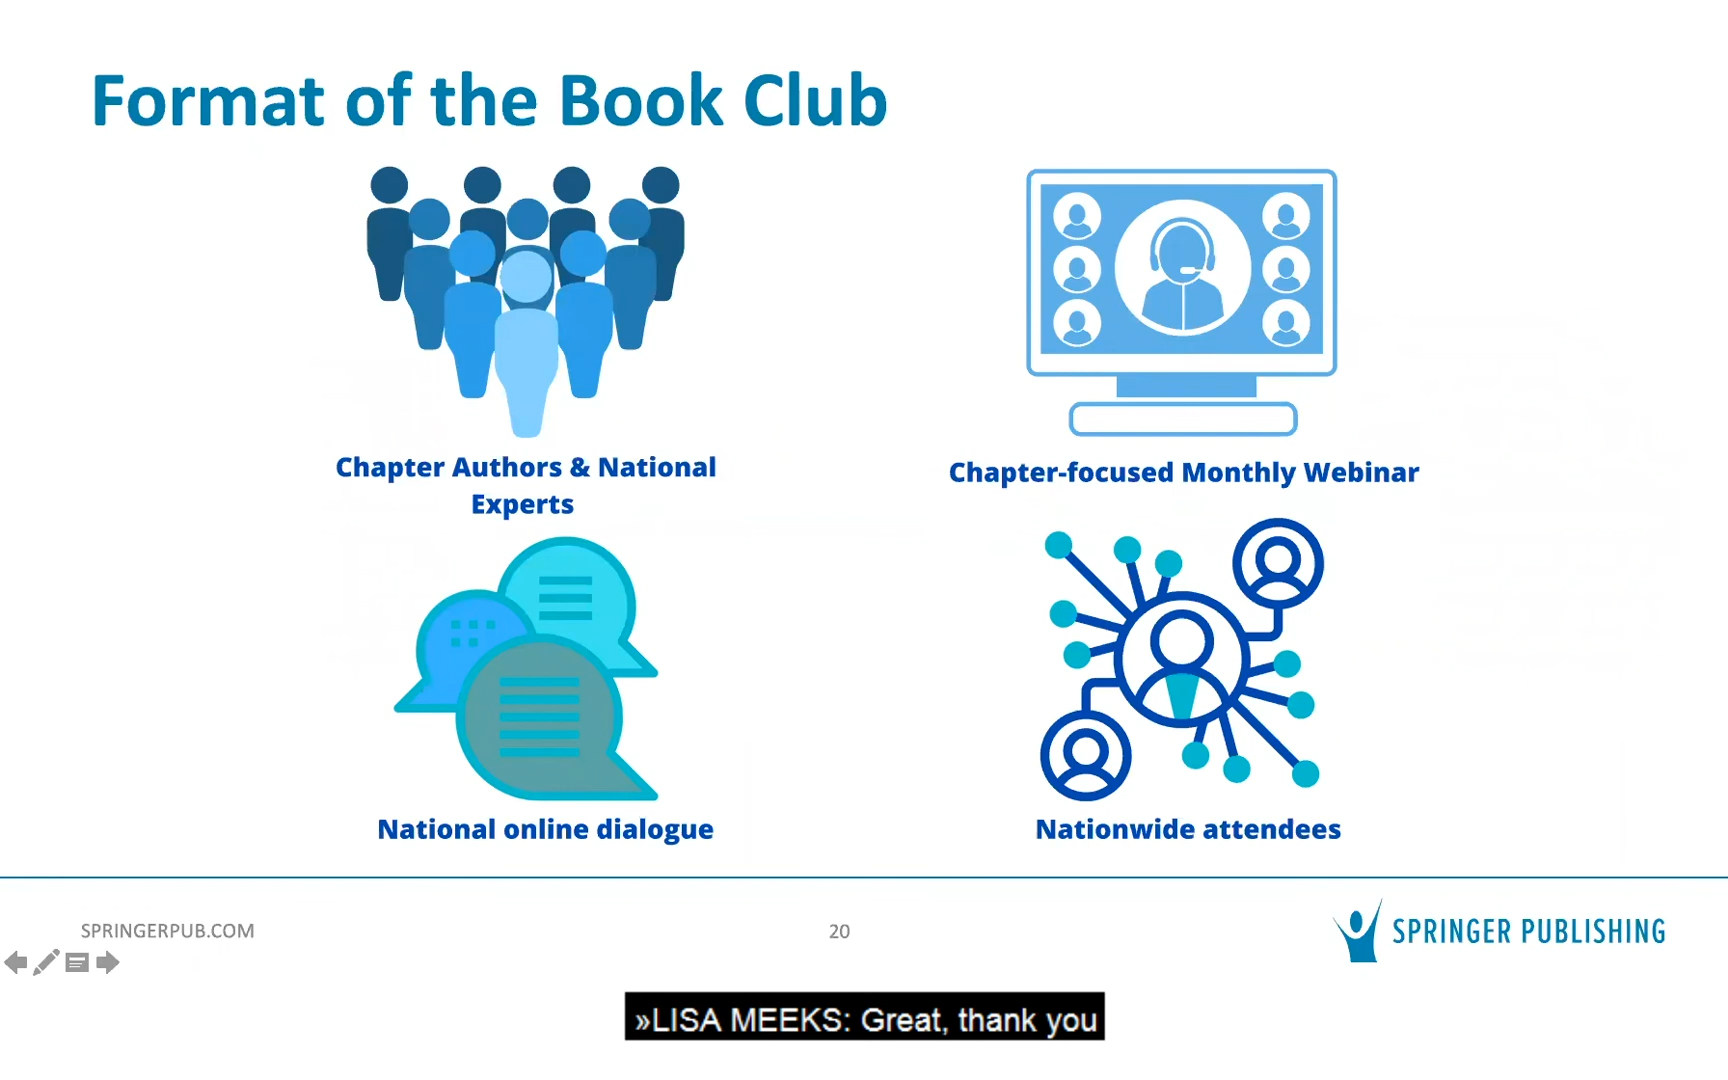 Format of the Book Club
Chapter Authors & National
Experts
Chapter-focused Monthly Webinar
National online dialogue
Nationwide attendees
SPRINGERPUB.COM
20
SPRINGER PUBLISHING
»LISA MEEKS: Great, thank you